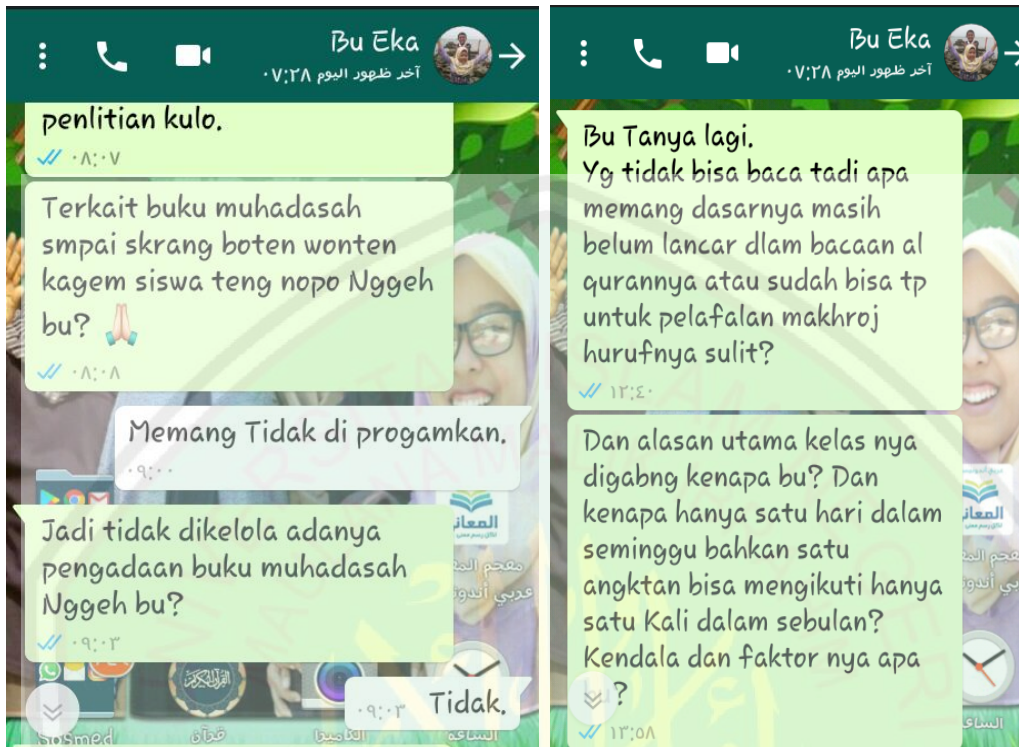 Bu Eka
آخر ظهور اليوم ٠٧:٢٨
penlitian kulo.
٠٨:٠٧
Terkait buku muhadasah
smpai skrang boten wonten
kagem siswa teng nopo Nggeh
bu? 🙏🏻
٠٨:٠٨
Memang Tidak di progamkan.
٠٩:٠٠
Jadi tidak dikelola adanya
pengadaan buku muhadasah
Nggeh bu?
٠٩:٠٣
Tidak.
٠٩:٠٣
Sosmed
قرآن
الكاميرا
الساعة
Bu Eka
آخر ظهور اليوم ٠٧:٢٨
Bu Tanya lagi.
Yg tidak bisa baca tadi apa
memang dasarnya masih
belum lancar dlam bacaan al
qurannya atau sudah bisa tp
untuk pelafalan makhroj
hurufnya sulit?
١٢:٤٠
Dan alasan utama kelas nya
digabng kenapa bu? Dan
kenapa hanya satu hari dalam
seminggu bahkan satu
angktan bisa mengikuti hanya
satu Kali dalam sebulan?
Kendala dan faktor nya apa
?
١٣:٥٨